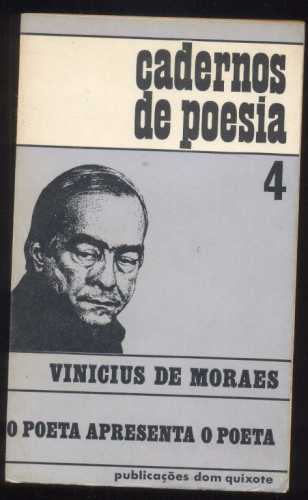 cadernos
de poesia
4
VINICIUS DE MORAES
O POETA APRESENTA O POETA
publicações dom quixote